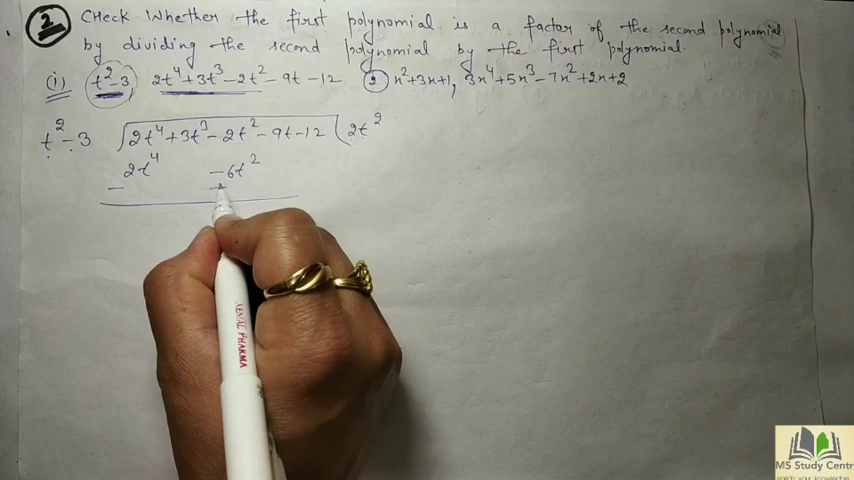 ② Check Whether the first polynomial is a factor of the second polynomial
by dividing the second polynomial by the first polynomial.
(i) t²-3, 2t⁴+3t³-2t²-9t-12 ② x²+3x+1, 3x⁴+5x³-7x²+2x+2
t²-3 ) 2t⁴+3t³-2t²-9t-12 ( 2t²
2t⁴ -6t²
- +
KENTAL PHARMA
MS Study Centr